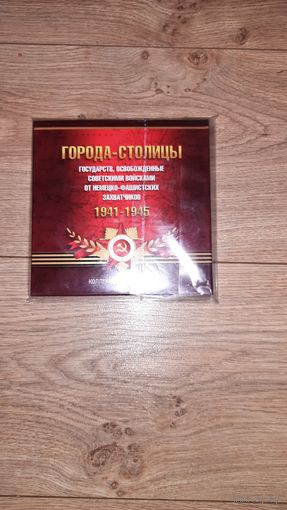 ГОРОДА-СТОЛИЦЫ
ГОСУДАРСТВ, ОСВОБОЖДЕННЫЕ
СОВЕТСКИМИ ВОЙСКАМИ
ОТ НЕМЕЦКО-ФАШИСТСКИХ
ЗАХВАТЧИКОВ
1941-1945